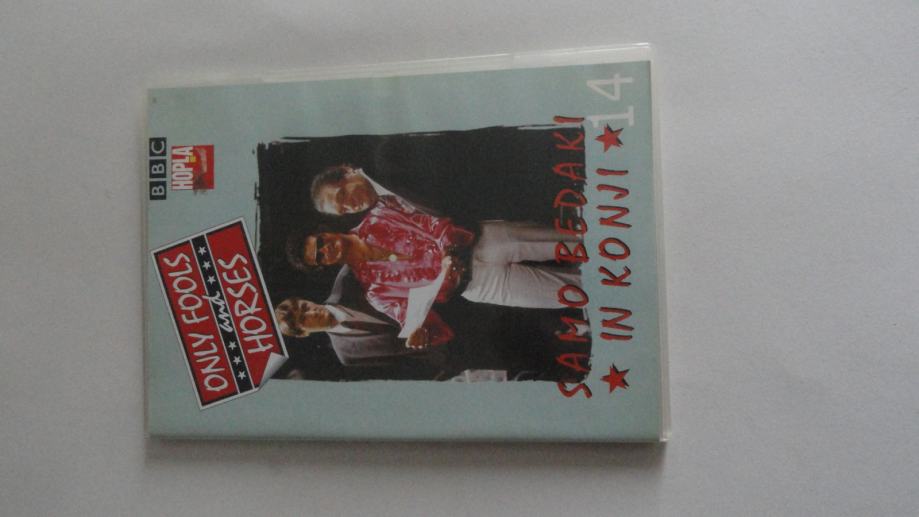 BBC
HOPLA
ONLY FOOLS
and
HORSES
SAMO BEDAKI
IN KONJI
14